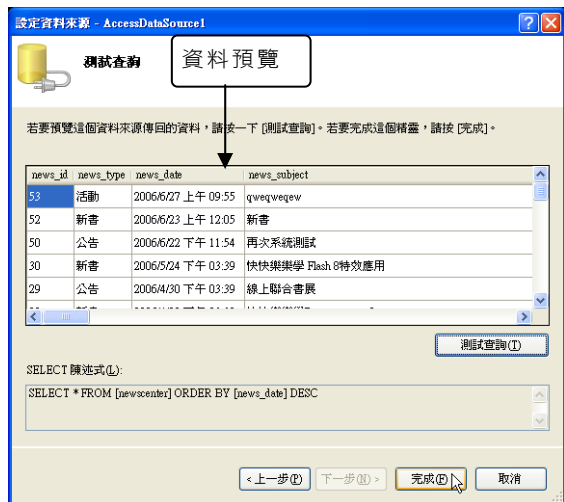 設定資料來源 - AccessDataSource1
測試查詢
資料預覽
若要預覽這個資料來源傳回的資料，請按一下 [測試查詢]。若要完成這個精靈，請按 [完成]。
news_id news_type news_date news_subject
53 活動 2006/6/27 上午 09:55 qweqweqew
52 新書 2006/6/23 上午 12:05 新書
50 公告 2006/6/22 下午 11:54 再次系統測試
30 新書 2006/5/24 下午 03:39 快快樂樂學 Flash 8特效應用
29 公告 2006/4/30 下午 03:39 線上聯合書展
測試查詢(T)
SELECT 陳述式(L):
SELECT * FROM [newscenter] ORDER BY [news_date] DESC
< 上一步(P) 下一步(N) > 完成(F) 取消